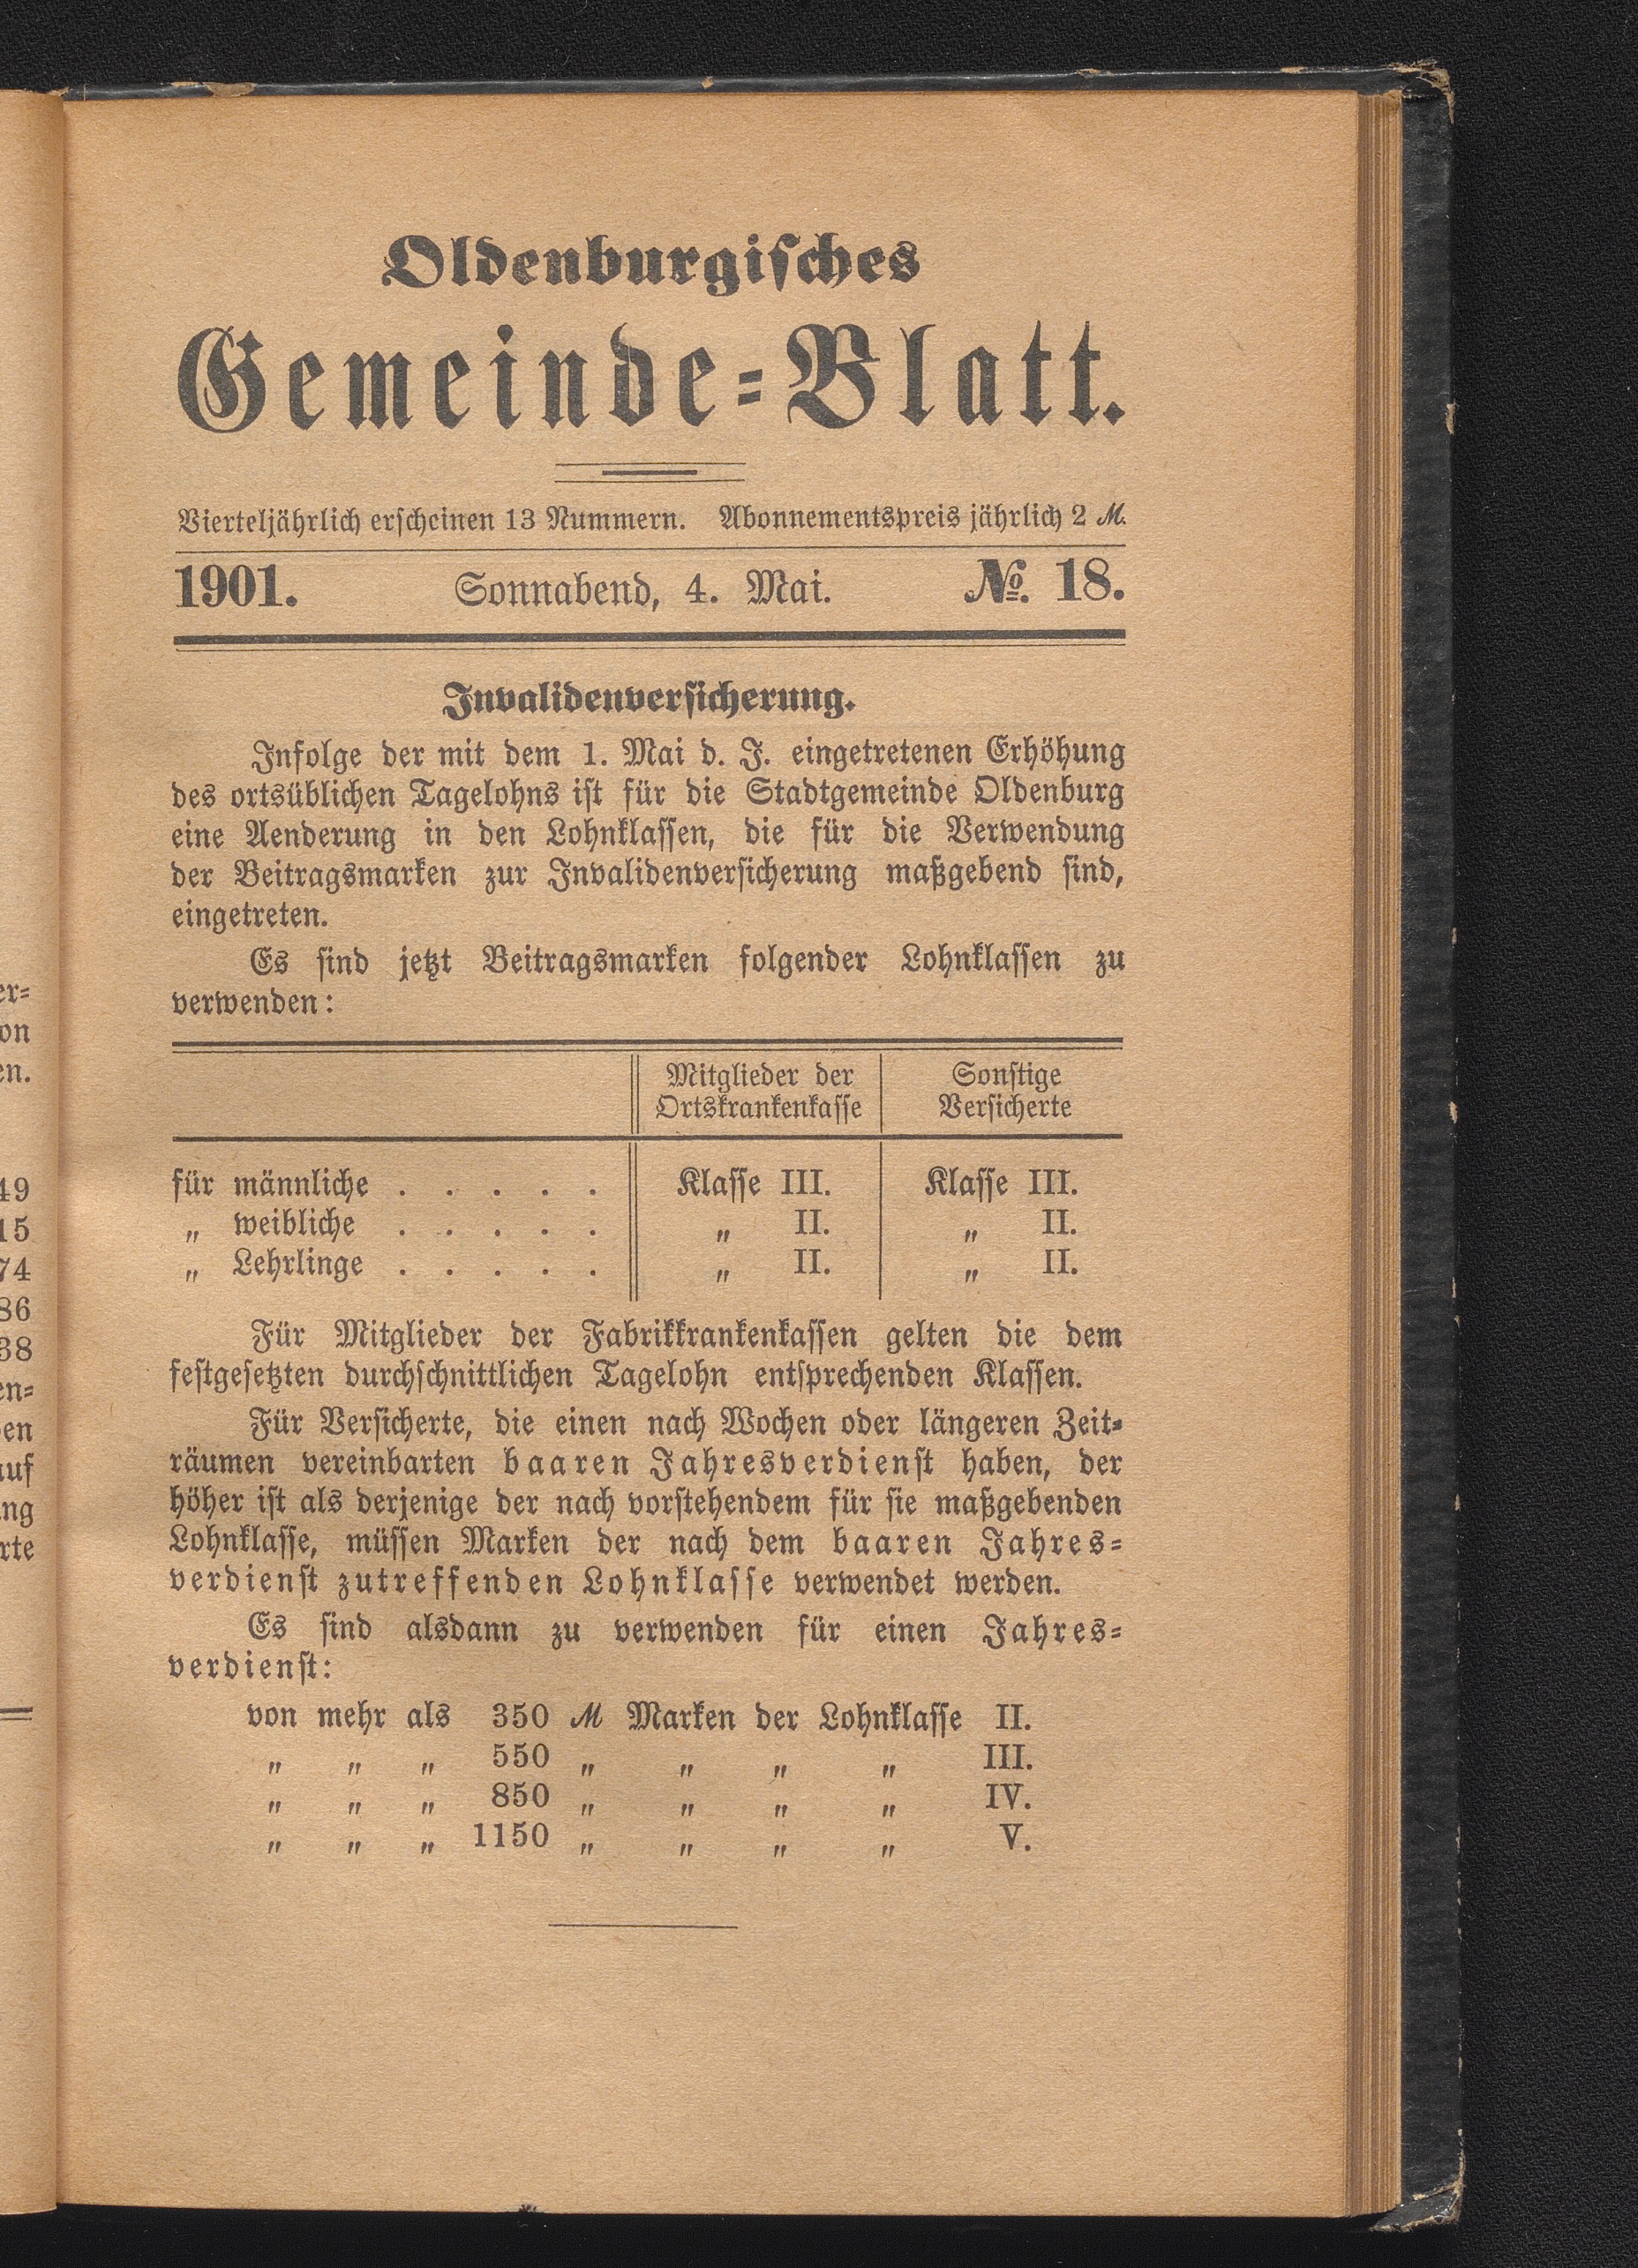 Oldenburgisches
Gemeinde-Blatt.
Vierteljährlich erscheinen 13 Nummern. Abonnementspreis jährlich 2 ℳ.
1901. Sonnabend, 4. Mai. №. 18.
Invalidenversicherung.
Infolge der mit dem 1. Mai d. J. eingetretenen Erhöhung
des ortsüblichen Tagelohns ist für die Stadtgemeinde Oldenburg
eine Aenderung in den Lohnklassen, die für die Verwendung
der Beitragsmarken zur Invalidenversicherung maßgebend sind,
eingetreten.
Es sind jetzt Beitragsmarken folgender Lohnklassen zu
verwenden:
Mitglieder der Sonstige
Ortskrankenkasse Versicherte
für männliche . . . . . Klasse III. Klasse III.
„ weibliche . . . . . „ II. „ II.
„ Lehrlinge . . . . . „ II. „ II.
Für Mitglieder der Fabrikkrankenkassen gelten die dem
festgesetzten durchschnittlichen Tagelohn entsprechenden Klassen.
Für Versicherte, die einen nach Wochen oder längeren Zeit-
räumen vereinbarten baaren Jahresverdienst haben, der
höher ist als derjenige der nach vorstehendem für sie maßgebenden
Lohnklasse, müssen Marken der nach dem baaren Jahres-
verdienst zutreffenden Lohnklasse verwendet werden.
Es sind alsdann zu verwenden für einen Jahres-
verdienst:
von mehr als 350 ℳ Marken der Lohnklasse II.
„ „ „ 550 „ „ „ „ III.
„ „ „ 850 „ „ „ „ IV.
„ „ „ 1150 „ „ „ „ V.